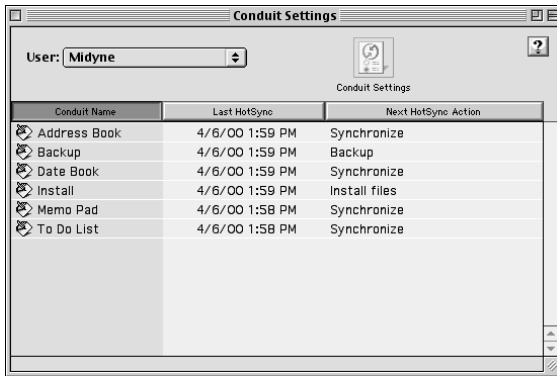 Conduit Settings
User: Midyne
?
Conduit Settings
Conduit Name Last HotSync Next HotSync Action
Address Book 4/6/00 1:59 PM Synchronize
Backup 4/6/00 1:59 PM Backup
Date Book 4/6/00 1:59 PM Synchronize
Install 4/6/00 1:59 PM Install files
Memo Pad 4/6/00 1:58 PM Synchronize
To Do List 4/6/00 1:58 PM Synchronize